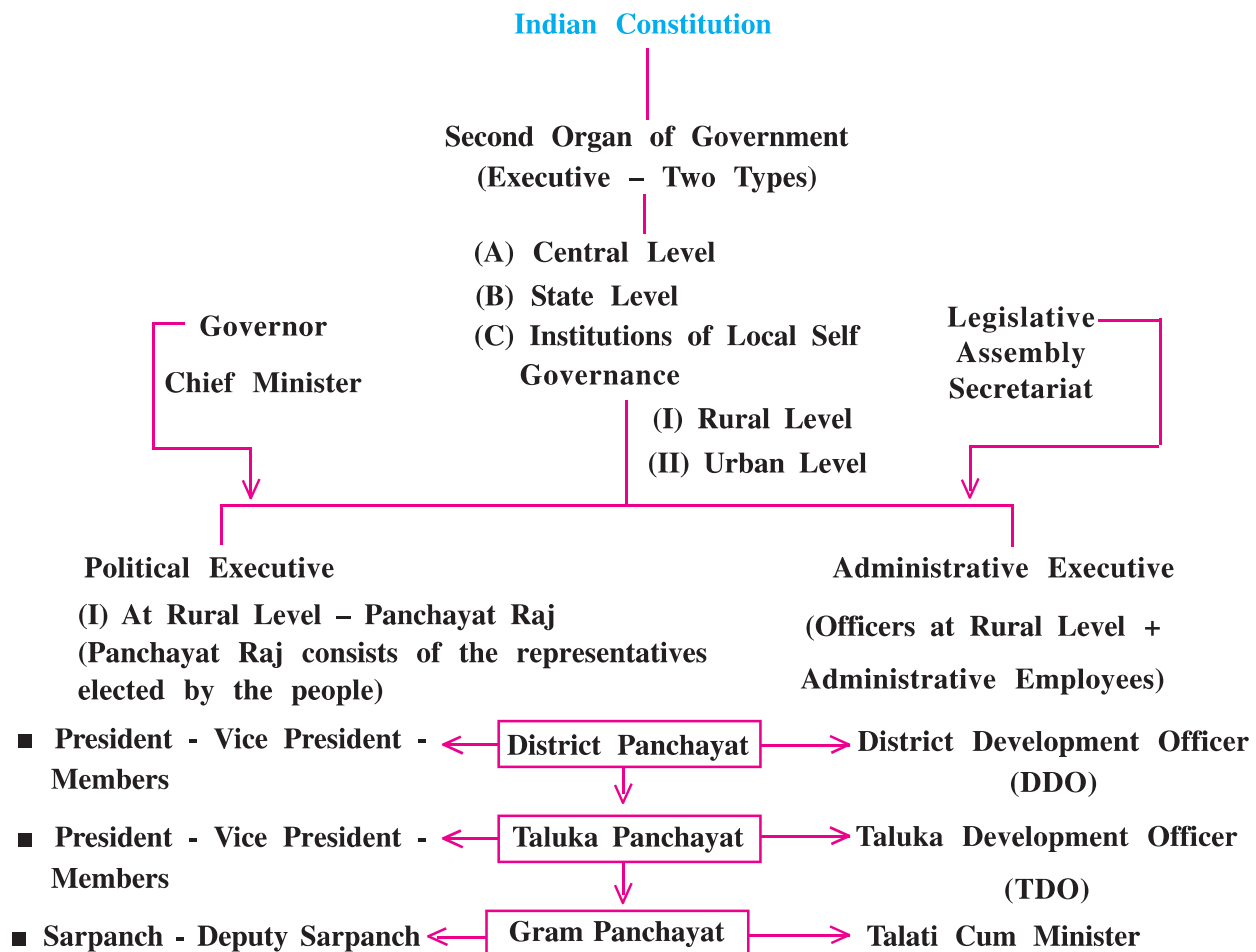 Indian Constitution
Second Organ of Government
(Executive – Two Types)
(A) Central Level
(B) State Level
(C) Institutions of Local Self
Governance
(I) Rural Level
(II) Urban Level
Governor
Chief Minister
Legislative
Assembly
Secretariat
Political Executive
(I) At Rural Level – Panchayat Raj
(Panchayat Raj consists of the representatives
elected by the people)
Administrative Executive
(Officers at Rural Level +
Administrative Employees)
■ President - Vice President -
Members
District Panchayat
District Development Officer
(DDO)
■ President - Vice President -
Members
Taluka Panchayat
Taluka Development Officer
(TDO)
■ Sarpanch - Deputy Sarpanch
Gram Panchayat
Talati Cum Minister